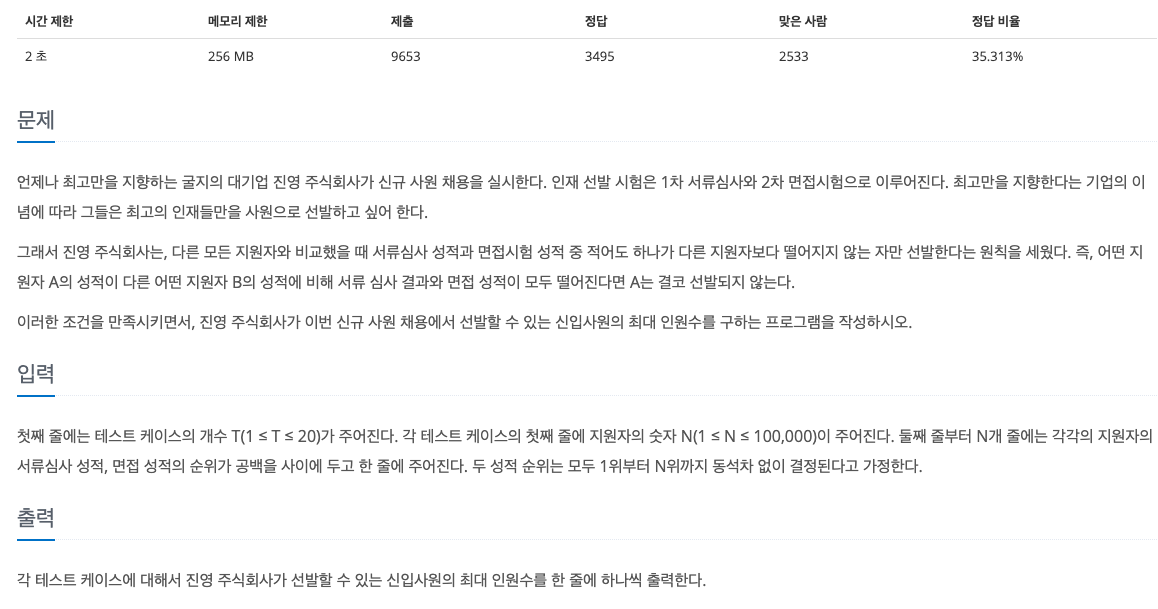 시간 제한 메모리 제한 제출 정답 맞은 사람 정답 비율
2 초 256 MB 9653 3495 2533 35.313%
문제
언제나 최고만을 지향하는 굴지의 대기업 진영 주식회사가 신규 사원 채용을 실시한다. 인재 선발 시험은 1차 서류심사와 2차 면접시험으로 이루어진다. 최고만을 지향한다는 기업의 이
념에 따라 그들은 최고의 인재들만을 사원으로 선발하고 싶어 한다.
그래서 진영 주식회사는, 다른 모든 지원자와 비교했을 때 서류심사 성적과 면접시험 성적 중 적어도 하나가 다른 지원자보다 떨어지지 않는 자만 선발한다는 원칙을 세웠다. 즉, 어떤 지
원자 A의 성적이 다른 어떤 지원자 B의 성적에 비해 서류 심사 결과와 면접 성적이 모두 떨어진다면 A는 결코 선발되지 않는다.
이러한 조건을 만족시키면서, 진영 주식회사가 이번 신규 사원 채용에서 선발할 수 있는 신입사원의 최대 인원수를 구하는 프로그램을 작성하시오.
입력
첫째 줄에는 테스트 케이스의 개수 T(1 ≤ T ≤ 20)가 주어진다. 각 테스트 케이스의 첫째 줄에 지원자의 숫자 N(1 ≤ N ≤ 100,000)이 주어진다. 둘째 줄부터 N개 줄에는 각각의 지원자의
서류심사 성적, 면접 성적의 순위가 공백을 사이에 두고 한 줄에 주어진다. 두 성적 순위는 모두 1위부터 N위까지 동석차 없이 결정된다고 가정한다.
출력
각 테스트 케이스에 대해서 진영 주식회사가 선발할 수 있는 신입사원의 최대 인원수를 한 줄에 하나씩 출력한다.